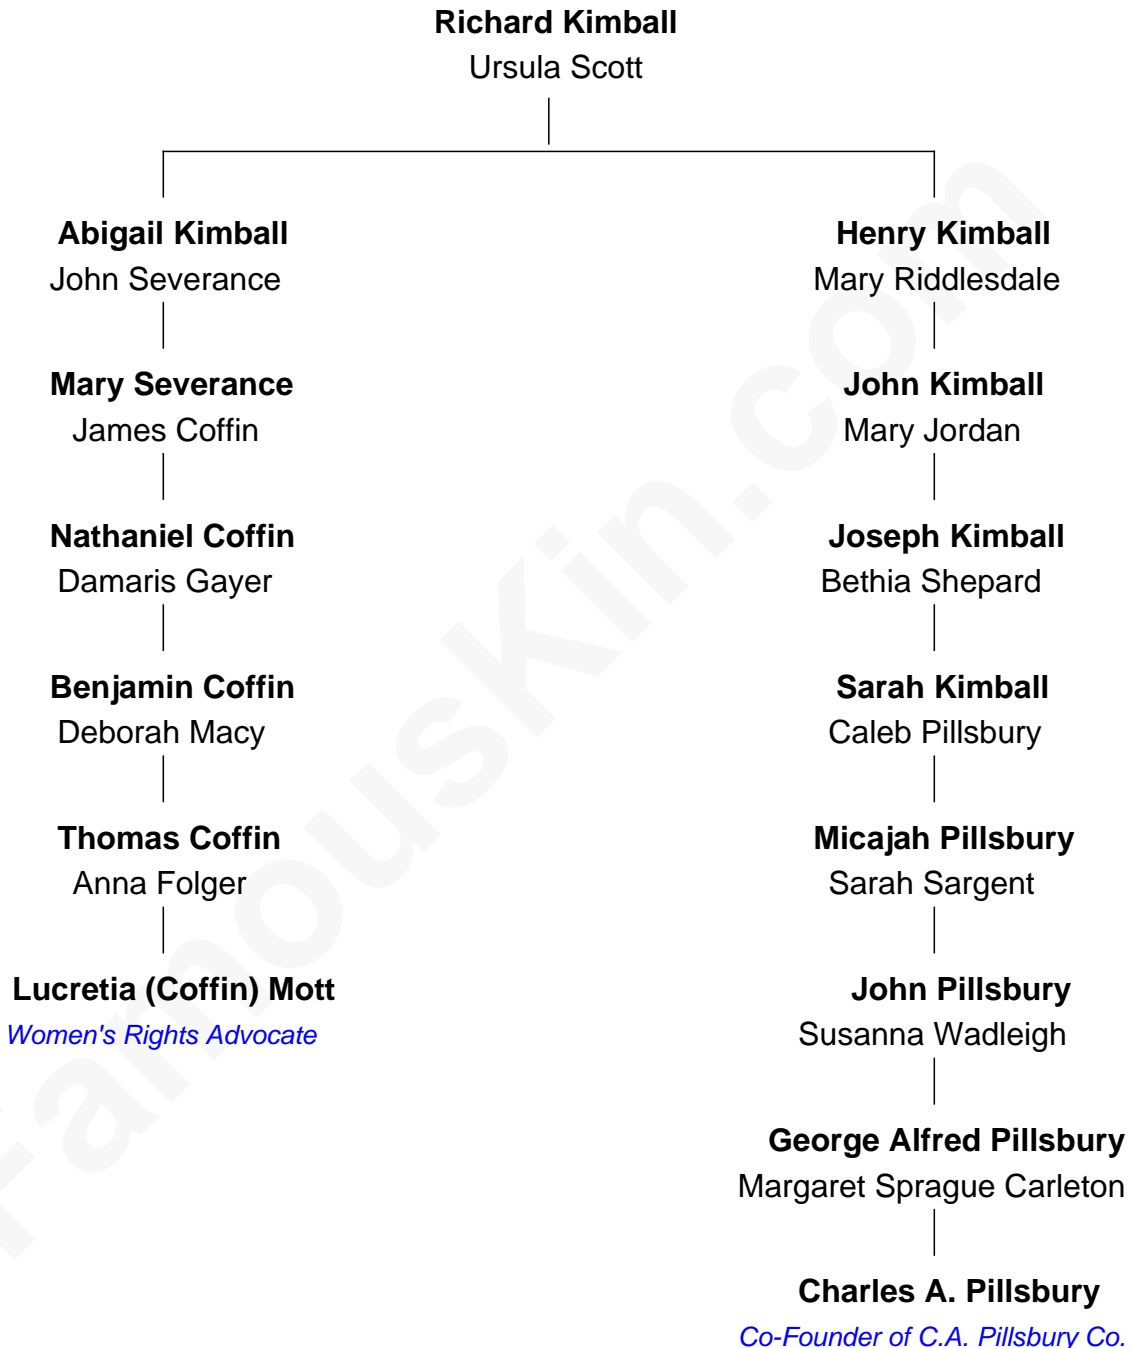 Richard Kimball
Ursula Scott
Abigail Kimball
John Severance
Mary Severance
James Coffin
Nathaniel Coffin
Damaris Gayer
Benjamin Coffin
Deborah Macy
Thomas Coffin
Anna Folger
Lucretia (Coffin) Mott
Women's Rights Advocate
Henry Kimball
Mary Riddlesdale
John Kimball
Mary Jordan
Joseph Kimball
Bethia Shepard
Sarah Kimball
Caleb Pillsbury
Micajah Pillsbury
Sarah Sargent
John Pillsbury
Susanna Wadleigh
George Alfred Pillsbury
Margaret Sprague Carleton
Charles A. Pillsbury
Co-Founder of C.A. Pillsbury Co.
FamousKin.com